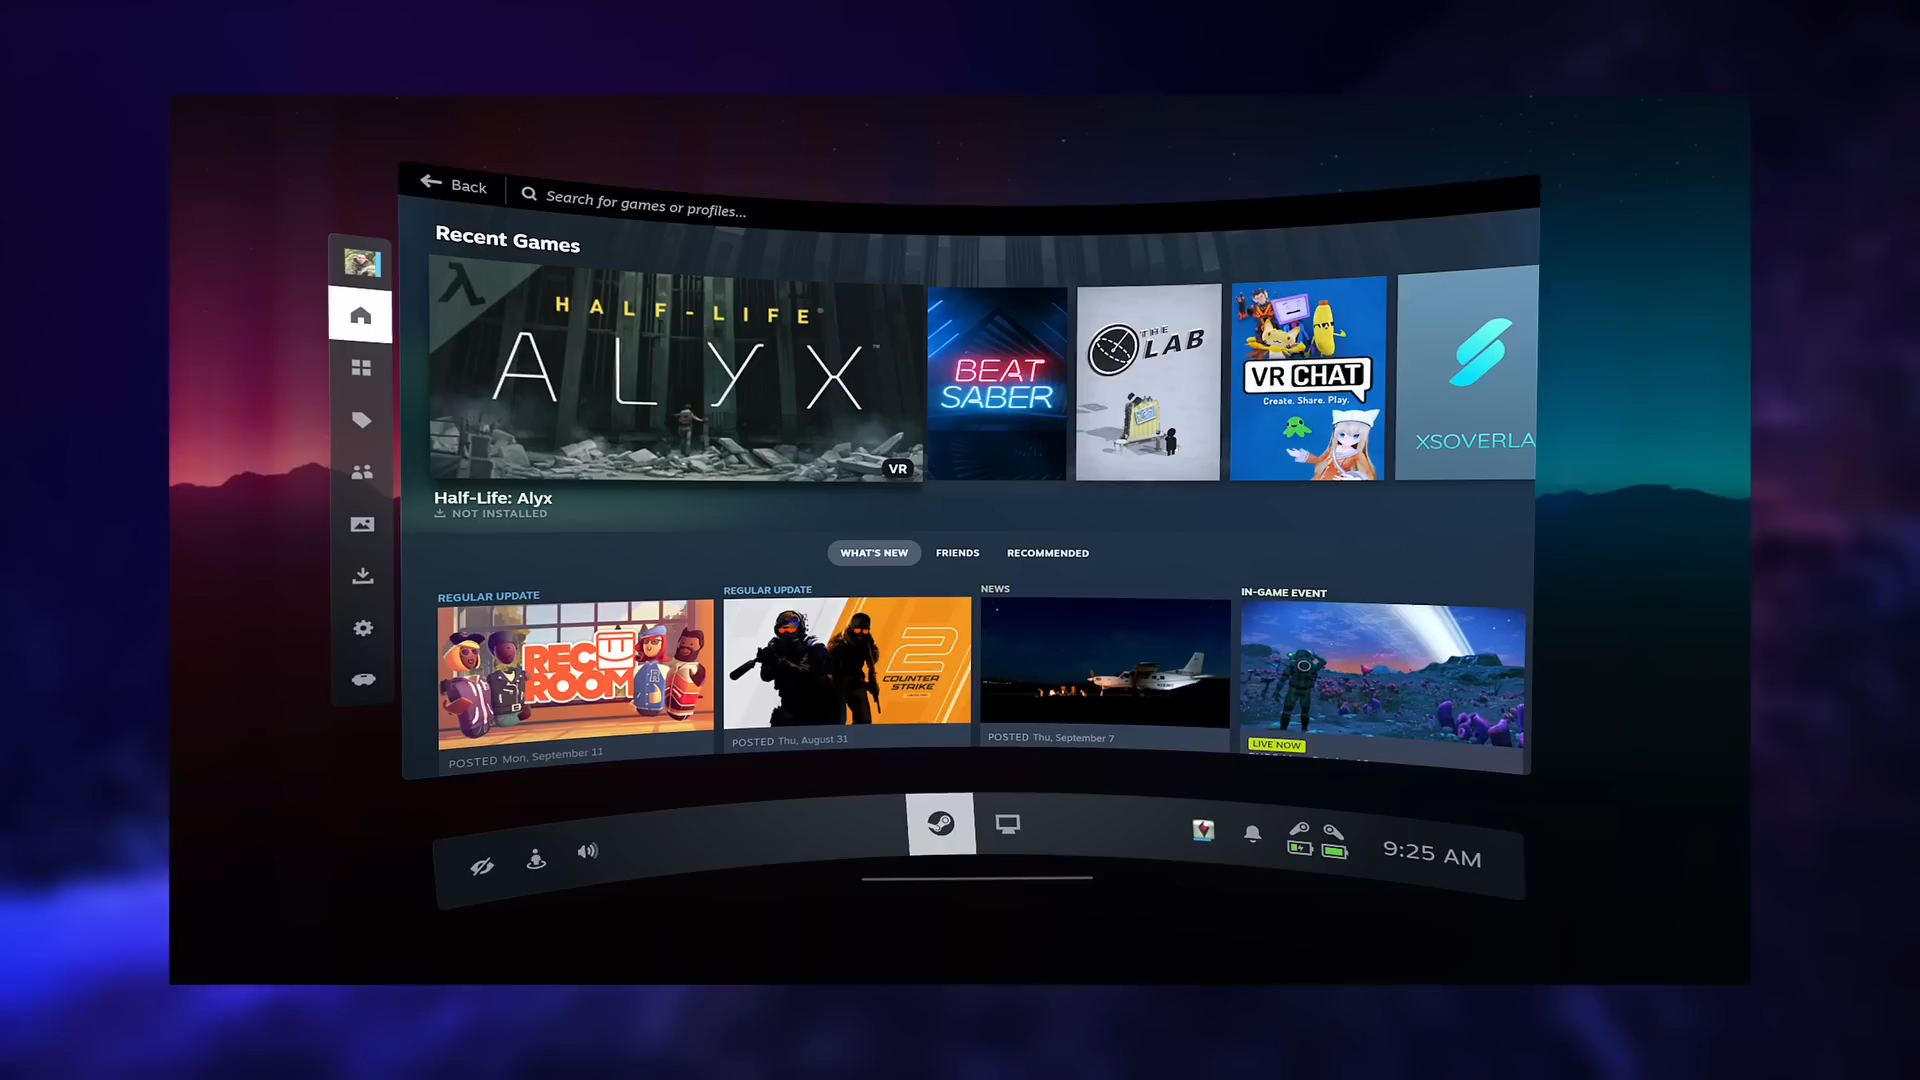 Back
Search for games or profiles...
Recent Games
HALF-LIFE
ALYX™
VR
BEAT
SABER
THE
LAB
VRCHAT
Create. Share. Play.
XSOVERLA
Half-Life: Alyx
NOT INSTALLED
WHAT'S NEW
FRIENDS
RECOMMENDED
REGULAR UPDATE
REC
ROOM
POSTED Mon, September 11
REGULAR UPDATE
2
COUNTER
STRIKE
POSTED Thu, August 31
NEWS
POSTED Thu, September 7
IN-GAME EVENT
LIVE NOW
9:25 AM